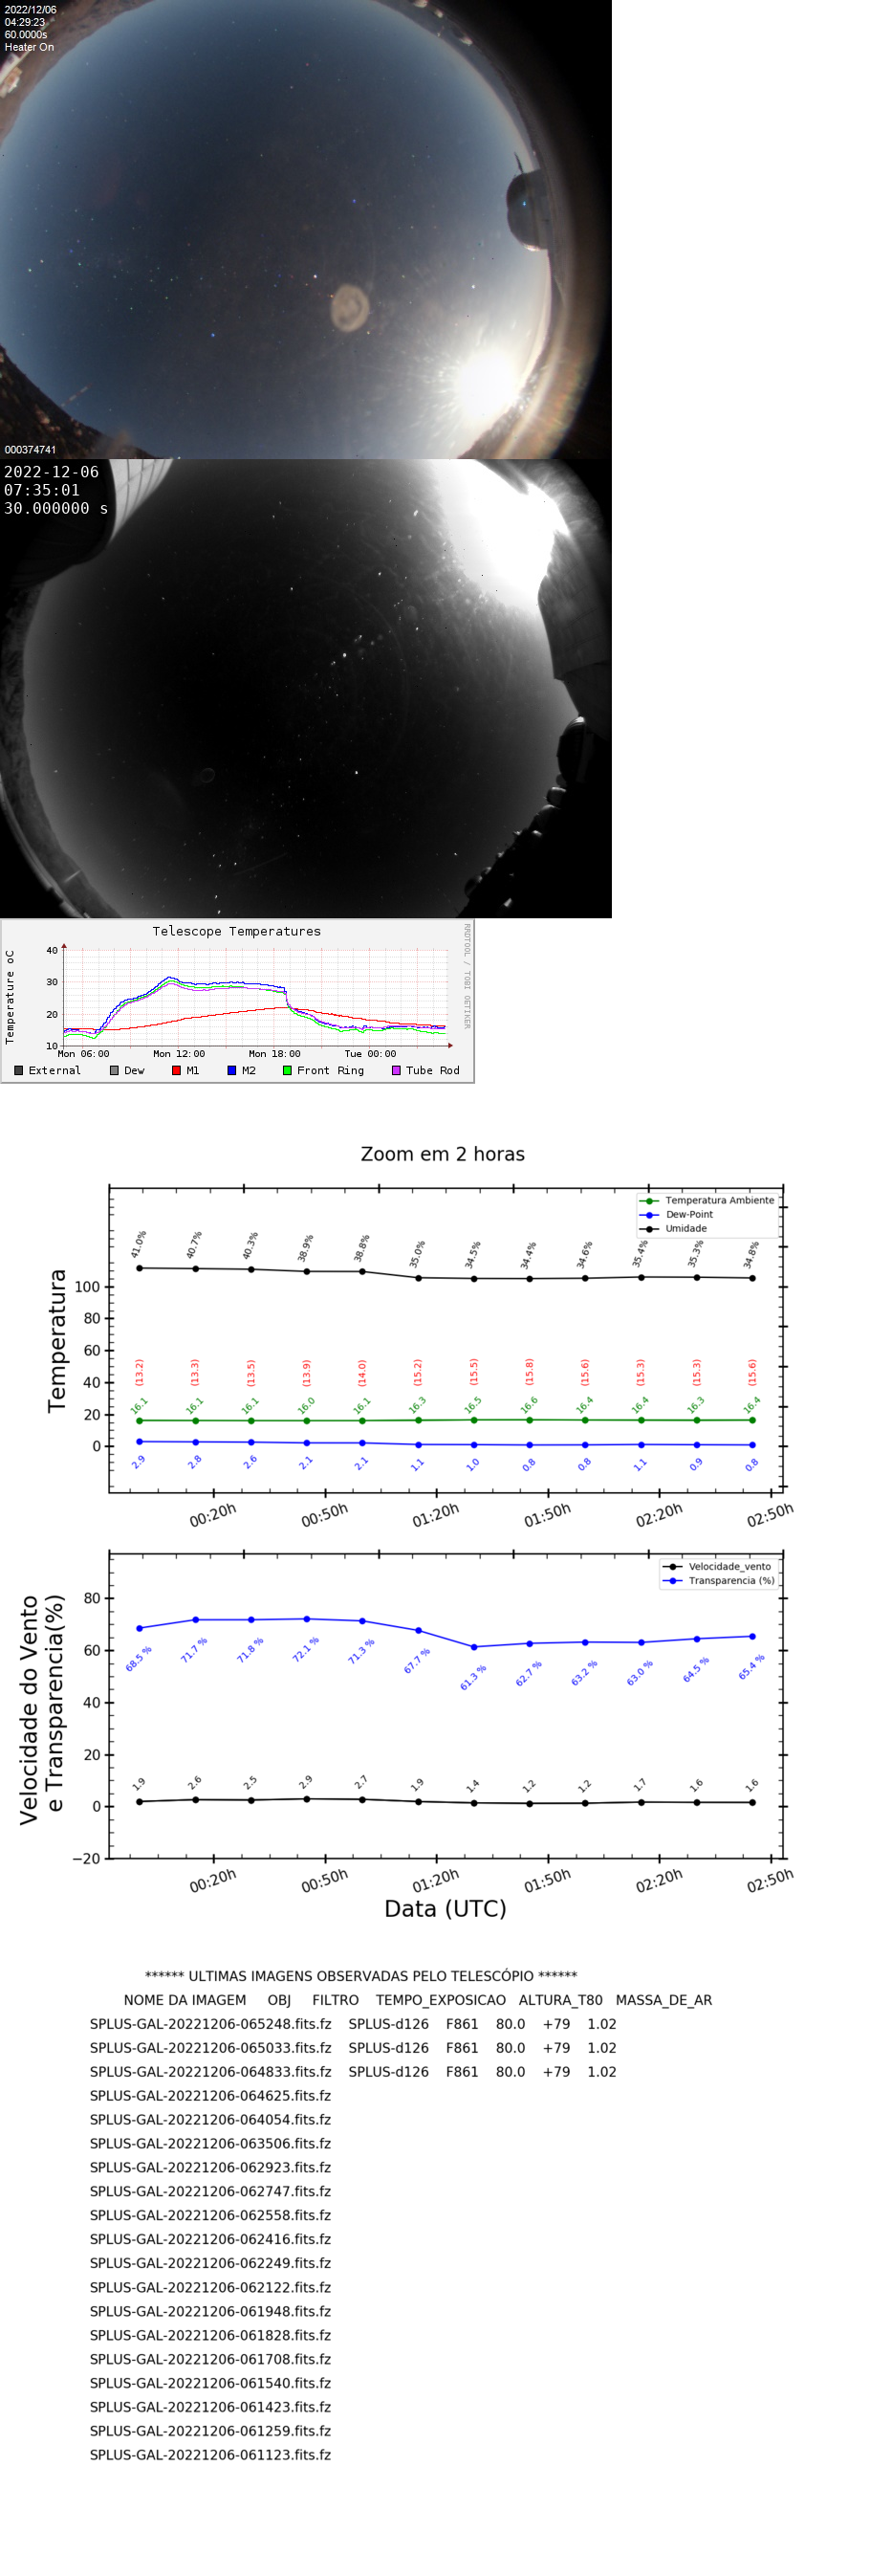 2022/12/06
04:29:23
60.0000s
Heater On
000374741
2022-12-06
07:35:01
30.000000 s
Telescope Temperatures
RRDTOOL / TOBI OETIKER
Temperature oC
40
30
20
10
Mon 06:00 Mon 12:00 Mon 18:00 Tue 00:00
External Dew M1 M2 Front Ring Tube Rod
Zoom em 2 horas
Temperatura Ambiente
Dew-Point
Umidade
41.0% 40.7% 40.3% 38.9% 38.8% 35.0% 34.5% 34.4% 34.6% 35.4% 35.3% 34.8%
Temperatura
100
80
60
40
20
0
(13.2) (13.3) (13.5) (13.9) (14.0) (15.2) (15.5) (15.8) (15.6) (15.3) (15.3) (15.6)
16.1 16.1 16.1 16.0 16.1 16.3 16.5 16.6 16.4 16.4 16.3 16.4
2.9 2.8 2.6 2.1 2.1 1.1 1.0 0.8 0.8 1.1 0.9 0.8
00:20h 00:50h 01:20h 01:50h 02:20h 02:50h
Velocidade_vento
Transparencia (%)
Velocidade do Vento
e Transparencia(%)
80
60
40
20
0
−20
68.5 % 71.7 % 71.8 % 72.1 % 71.3 % 67.7 % 61.3 % 62.7 % 63.2 % 63.0 % 64.5 % 65.4 %
1.9 2.6 2.5 2.9 2.7 1.9 1.4 1.2 1.2 1.7 1.6 1.6
00:20h 00:50h 01:20h 01:50h 02:20h 02:50h
Data (UTC)
****** ULTIMAS IMAGENS OBSERVADAS PELO TELESCÓPIO ******
NOME DA IMAGEM OBJ FILTRO TEMPO_EXPOSICAO ALTURA_T80 MASSA_DE_AR
SPLUS-GAL-20221206-065248.fits.fz SPLUS-d126 F861 80.0 +79 1.02
SPLUS-GAL-20221206-065033.fits.fz SPLUS-d126 F861 80.0 +79 1.02
SPLUS-GAL-20221206-064833.fits.fz SPLUS-d126 F861 80.0 +79 1.02
SPLUS-GAL-20221206-064625.fits.fz
SPLUS-GAL-20221206-064054.fits.fz
SPLUS-GAL-20221206-063506.fits.fz
SPLUS-GAL-20221206-062923.fits.fz
SPLUS-GAL-20221206-062747.fits.fz
SPLUS-GAL-20221206-062558.fits.fz
SPLUS-GAL-20221206-062416.fits.fz
SPLUS-GAL-20221206-062249.fits.fz
SPLUS-GAL-20221206-062122.fits.fz
SPLUS-GAL-20221206-061948.fits.fz
SPLUS-GAL-20221206-061828.fits.fz
SPLUS-GAL-20221206-061708.fits.fz
SPLUS-GAL-20221206-061540.fits.fz
SPLUS-GAL-20221206-061423.fits.fz
SPLUS-GAL-20221206-061259.fits.fz
SPLUS-GAL-20221206-061123.fits.fz